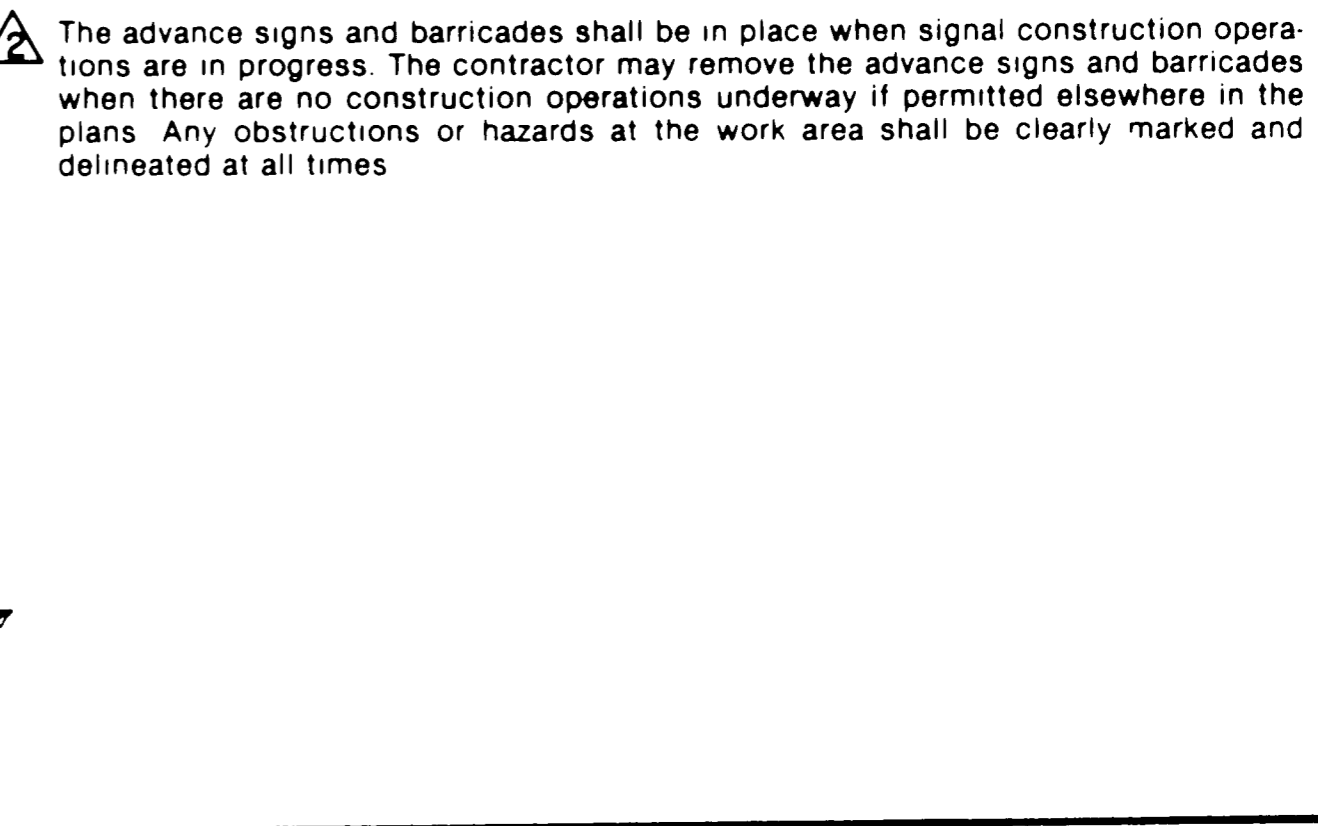 2 The advance signs and barricades shall be in place when signal construction opera-
tions are in progress. The contractor may remove the advance signs and barricades
when there are no construction operations underway if permitted elsewhere in the
plans Any obstructions or hazards at the work area shall be clearly marked and
delineated at all times